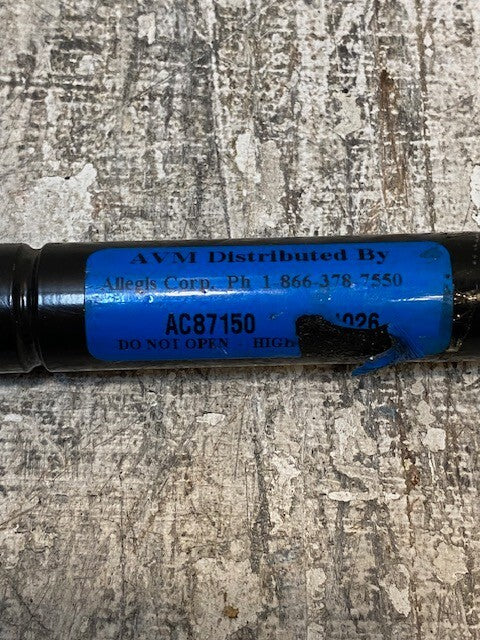 AVM Distributed By
Allegis Corp. Ph 1-866-378-7550
AC87150
DO NOT OPEN - HIGH